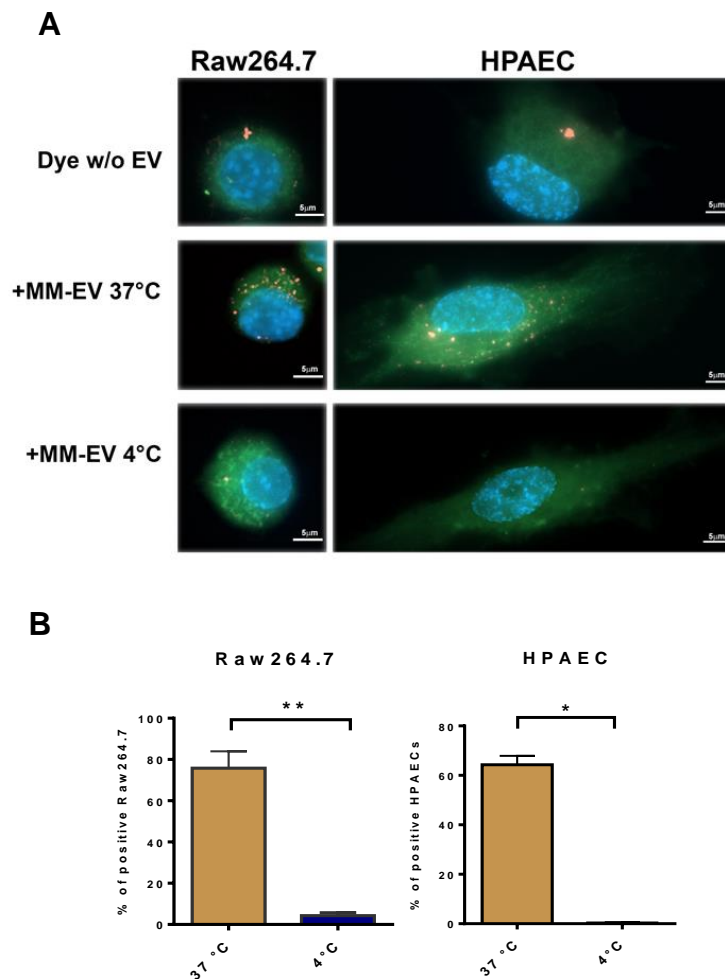 A
Raw264.7 HPAEC
Dye w/o EV
5µm 5µm
+MM-EV 37°C
5µm 5µm
+MM-EV 4°C
5µm 5µm
B
Raw264.7 HPAEC
** *
% of positive Raw264.7
100
80
60
40
20
0
37 °C 4°C
% of positive HPAECs
80
60
40
20
0
37 °C 4°C